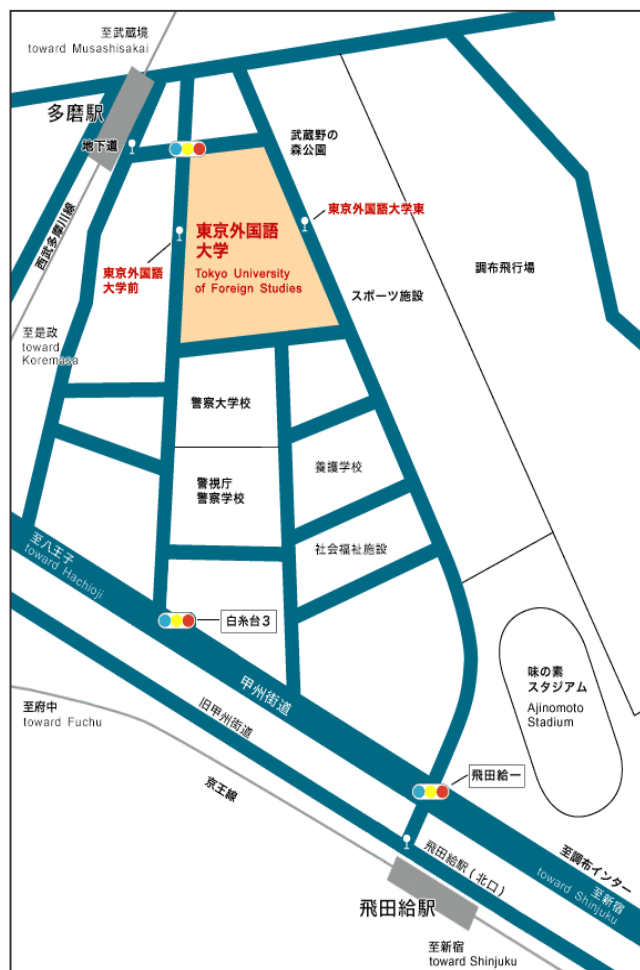 至武蔵境
toward Musashisakai
多磨駅
地下道
武蔵野の
森公園
東京外国語大学東
西武多摩川線
東京外国語
大学
Tokyo University
of Foreign Studies
東京外国語
大学前
調布飛行場
スポーツ施設
至是政
toward
Koremasa
警察大学校
養護学校
警視庁
警察学校
社会福祉施設
至八王子
toward Hachioji
白糸台3
甲州街道
味の素
スタジアム
Ajinomoto
Stadium
至府中
toward Fuchu
旧甲州街道
飛田給一
京王線
飛田給駅(北口)
至調布インター
至新宿
toward Shinjuku
飛田給駅
至新宿
toward Shinjuku